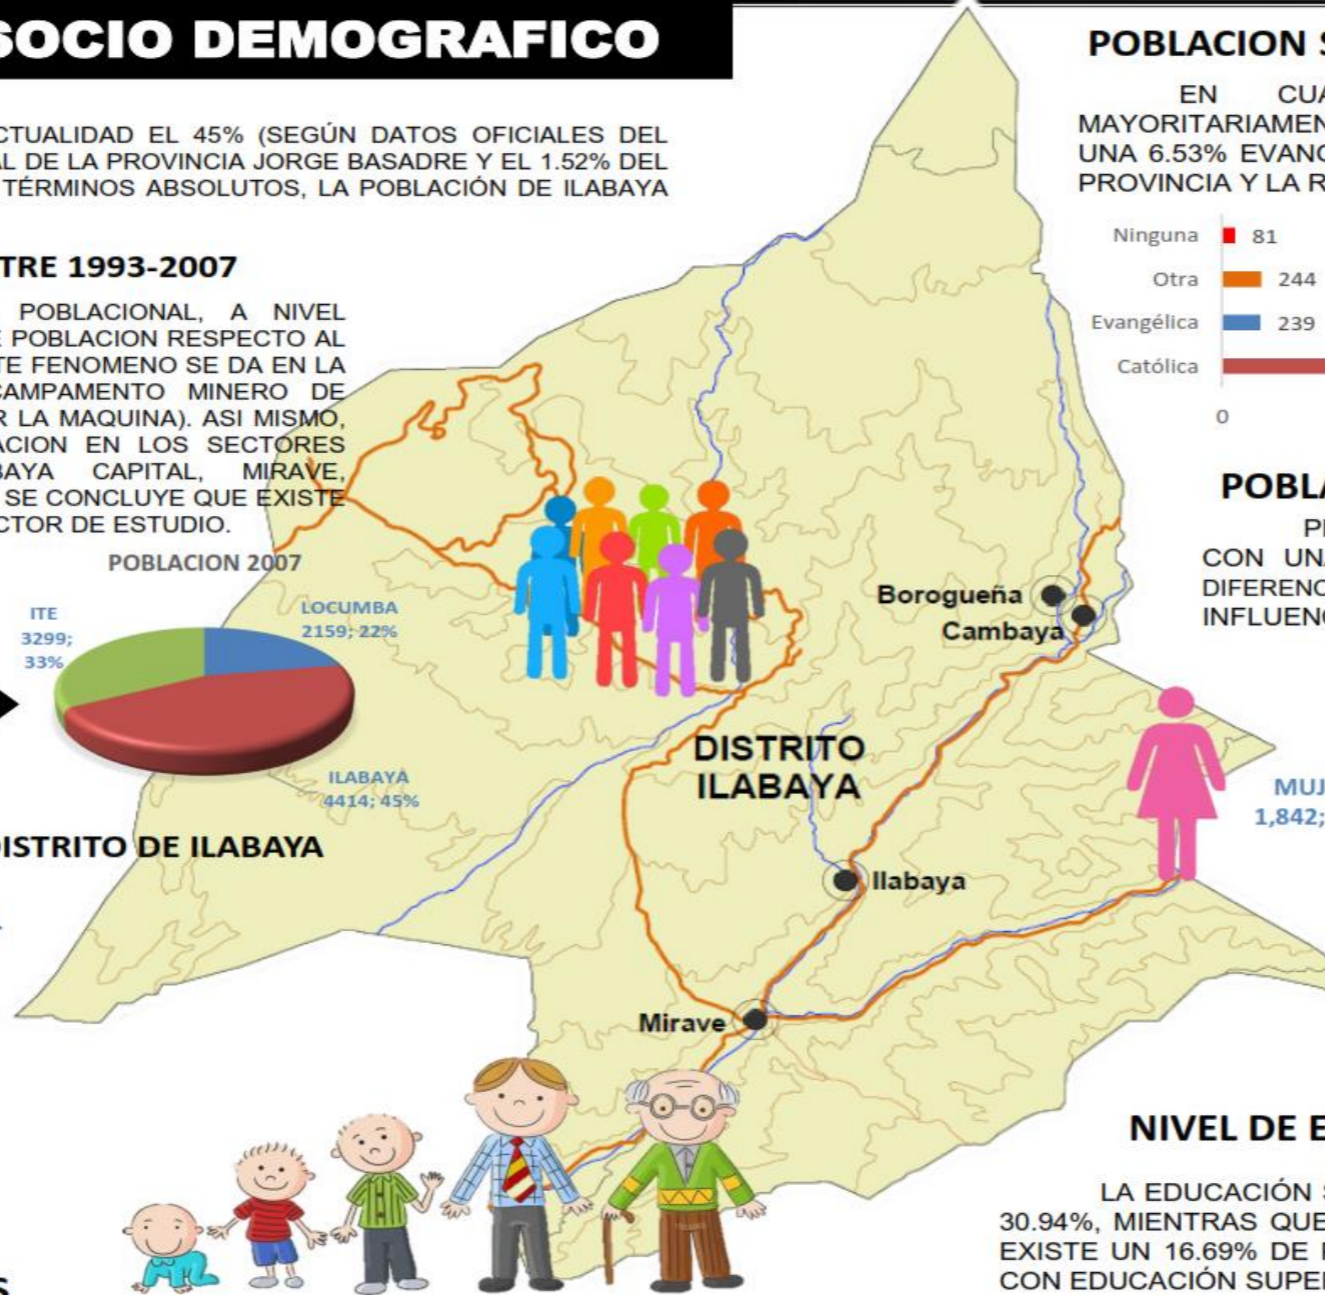 SOCIO DEMOGRAFICO
CTUALIDAD EL 45% (SEGÚN DATOS OFICIALES DEL
AL DE LA PROVINCIA JORGE BASADRE Y EL 1.52% DEL
TÉRMINOS ABSOLUTOS, LA POBLACIÓN DE ILABAYA
TRE 1993-2007
POBLACIONAL, A NIVEL
E POBLACION RESPECTO AL
TE FENOMENO SE DA EN LA
CAMPAMENTO MINERO DE
R LA MAQUINA). ASI MISMO,
ACION EN LOS SECTORES
BAYA CAPITAL, MIRAVE,
SE CONCLUYE QUE EXISTE
CTOR DE ESTUDIO.
POBLACION 2007
ITE
3299;
33%
LOCUMBA
2159; 22%
ILABAYA
4414; 45%
DISTRITO DE ILABAYA
S
DISTRITO
ILABAYA
Borogueña
Cambaya
Ilabaya
Mirave
POBLACION S
EN CUA
MAYORITARIAMEN
UNA 6.53% EVANG
PROVINCIA Y LA R
Ninguna 81
Otra 244
Evangélica 239
Católica
0
POBLA
CON UNA
DIFERENC
INFLUENC
MUJ
1,842;
NIVEL DE E
LA EDUCACIÓN S
30.94%, MIENTRAS QUE
EXISTE UN 16.69% DE
CON EDUCACIÓN SUPE